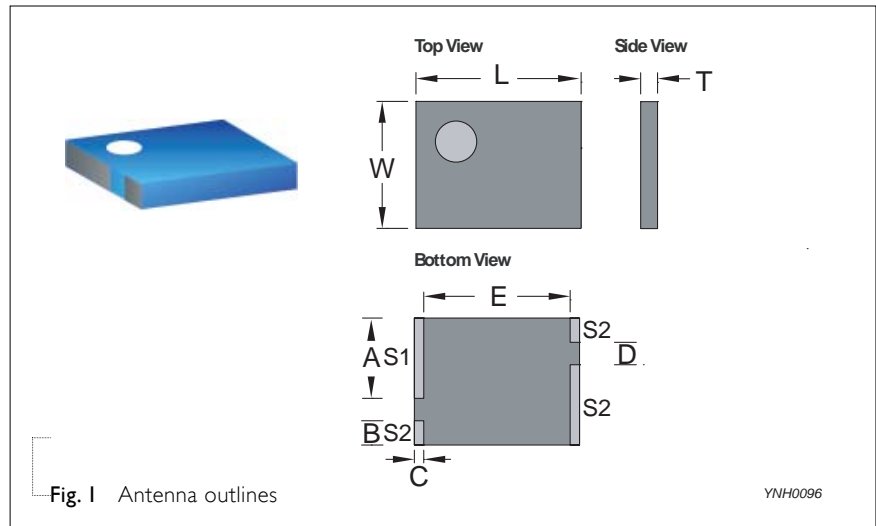 Top View
Side View
L
T
W
Bottom View
E
S2
A S1
D
S2
B S2
C
Fig. 1 Antenna outlines
YNH0096